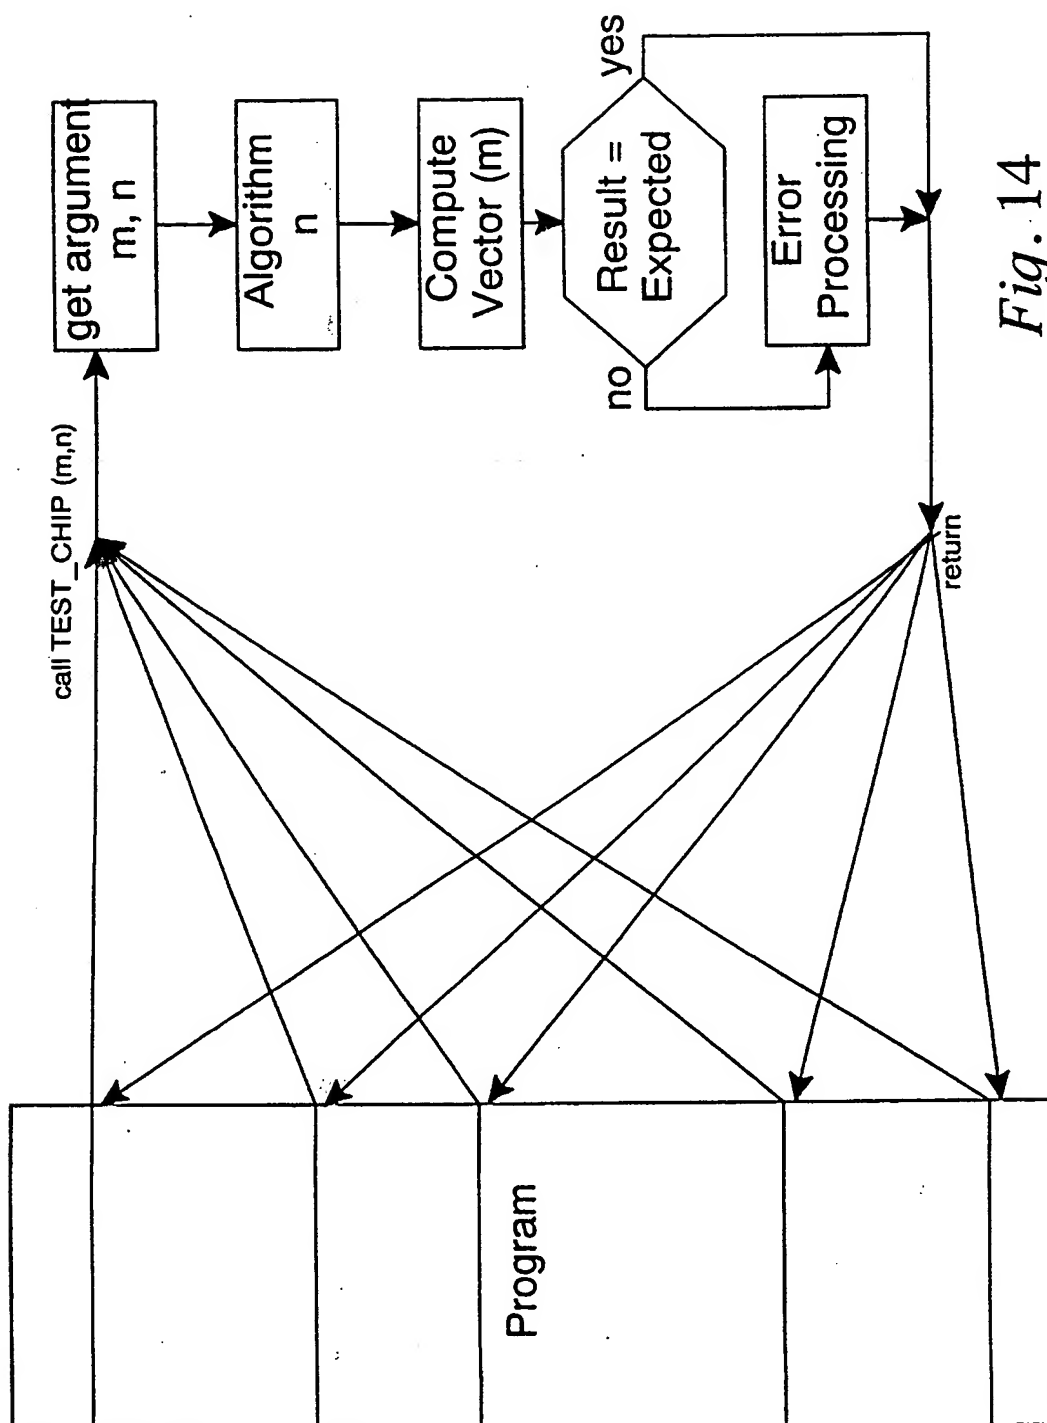 call TEST_CHIP (m,n)
get argument
m, n
Algorithm
n
Compute
Vector (m)
Result =
Expected
yes
no
Error
Processing
return
Program
Fig. 14